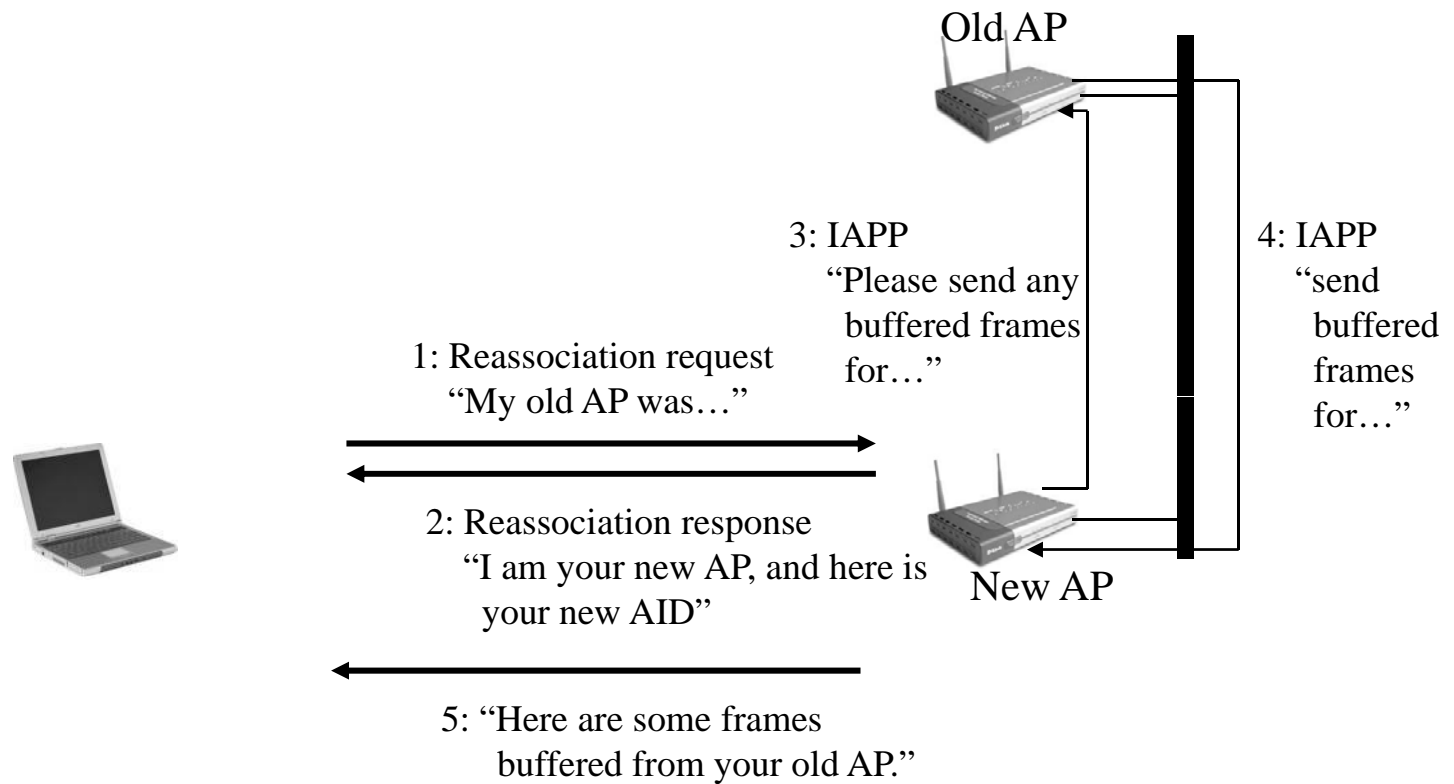 Old AP
3: IAPP
“Please send any
buffered frames
for…”
4: IAPP
“send
buffered
frames
for…”
1: Reassociation request
“My old AP was…”
2: Reassociation response
“I am your new AP, and here is
your new AID”
New AP
5: “Here are some frames
buffered from your old AP.”